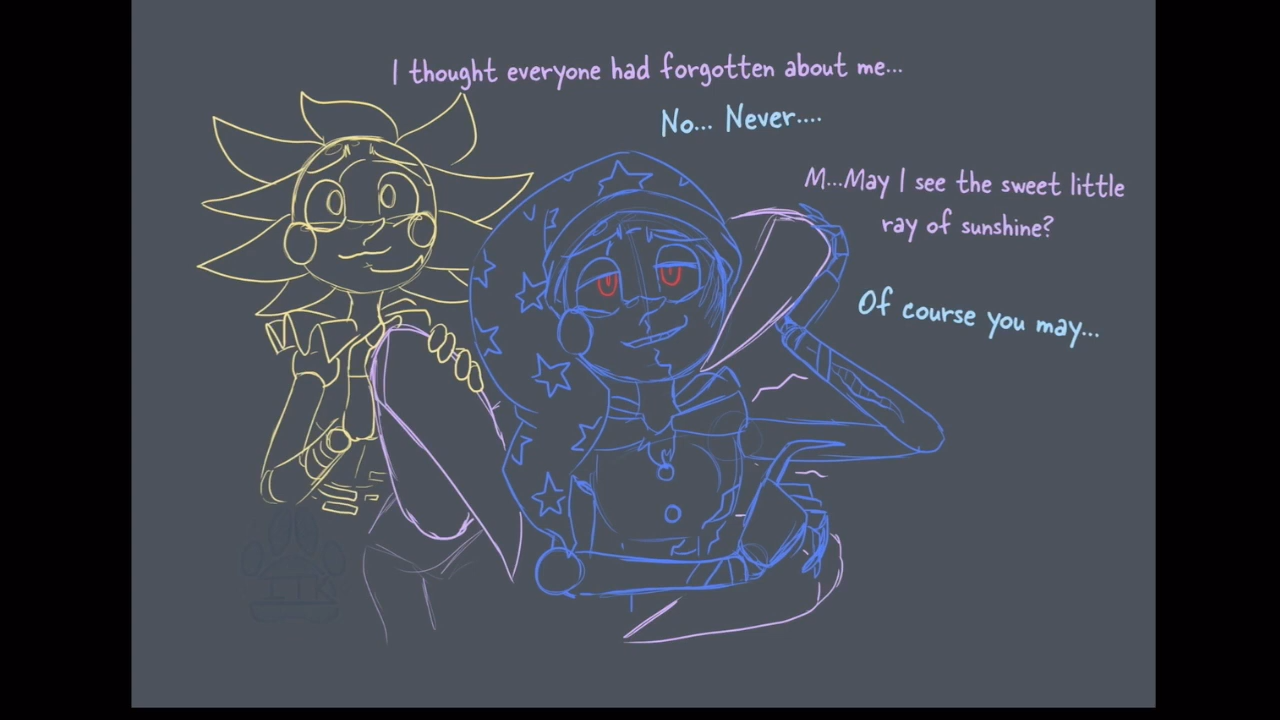 I thought everyone had forgotten about me...
No... Never....
M...May I see the sweet little
ray of sunshine?
Of course you may...
LTK